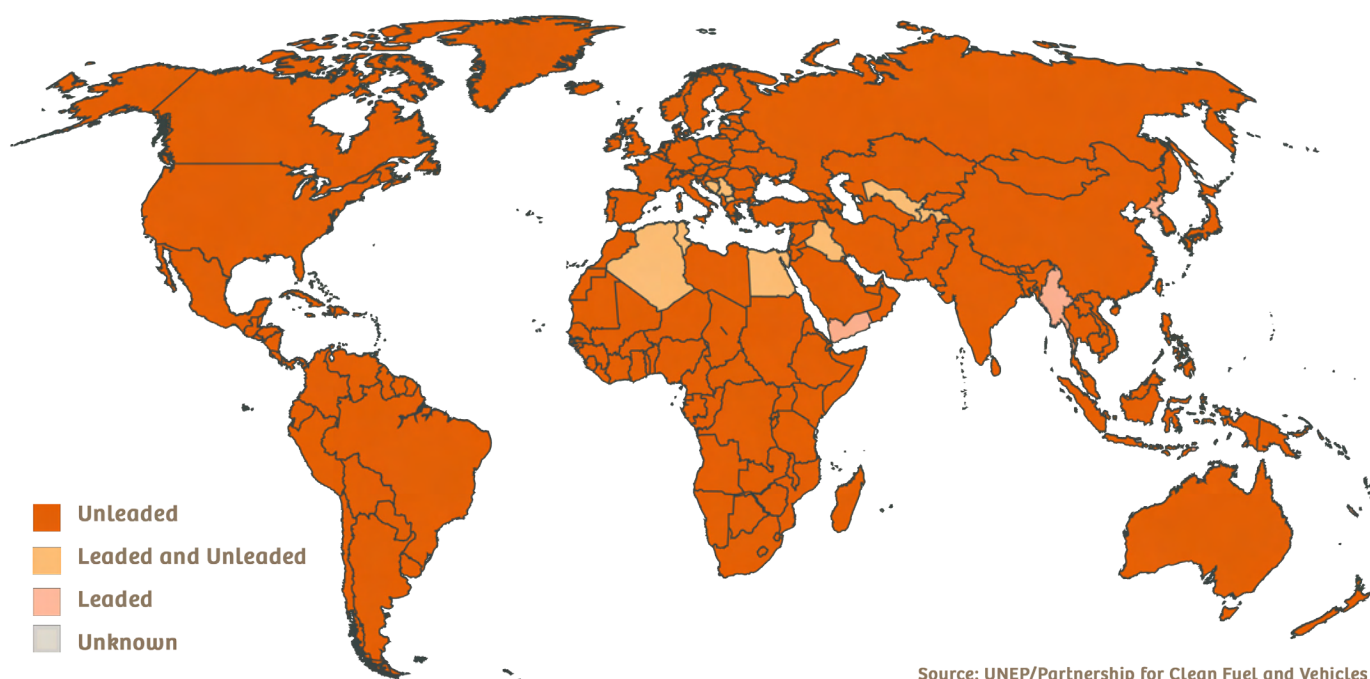 Unleaded
Leaded and Unleaded
Leaded
Unknown
Source: UNEP/Partnership for Clean Fuel and Vehicles